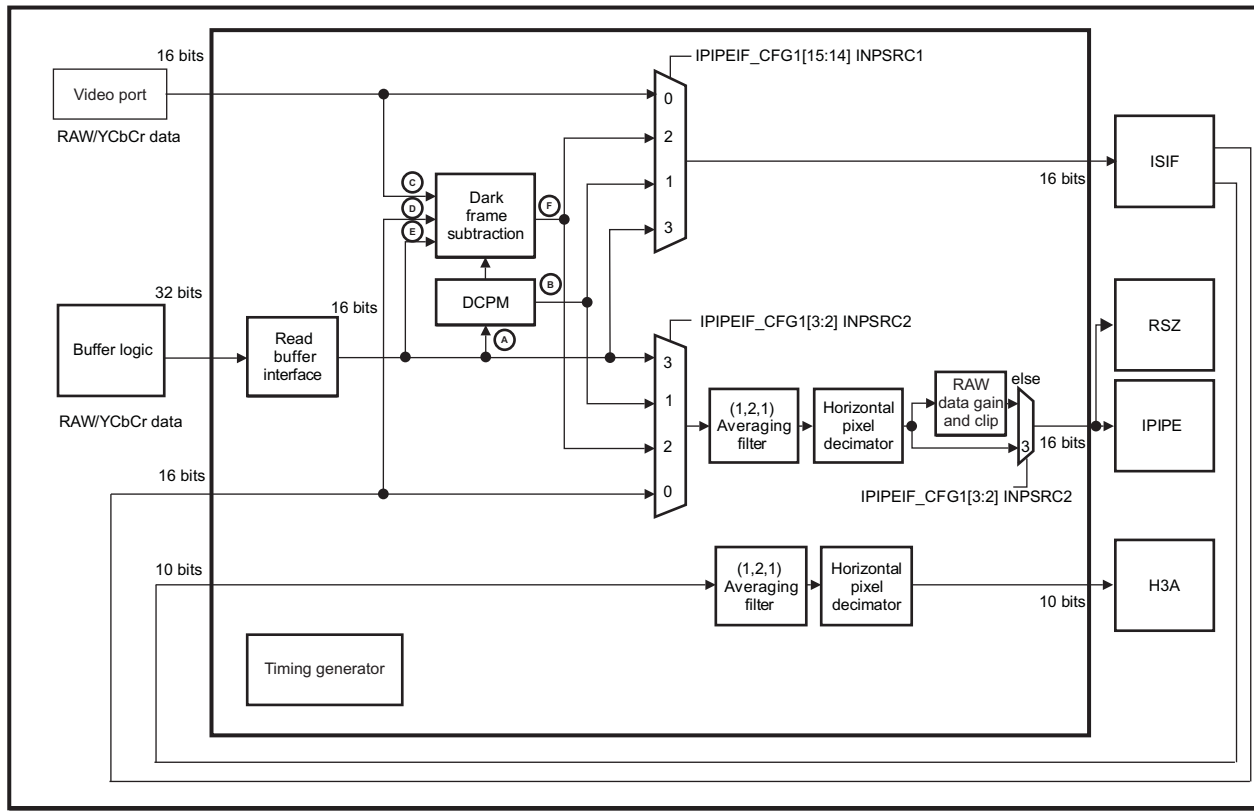 16 bits
IPIPEIF_CFG1[15:14] INPSRC1
Video port
0
RAW/YCbCr data
2
ISIF
C
Dark
frame
subtraction
1
16 bits
D
F
E
3
B
DCPM
32 bits
16 bits
IPIPEIF_CFG1[3:2] INPSRC2
RSZ
Buffer logic
Read
buffer
interface
A
3
RAW
data gain
and clip
else
1
(1,2,1)
Averaging
filter
Horizontal
pixel
decimator
IPIPE
RAW/YCbCr data
2
3
16 bits
16 bits
0
IPIPEIF_CFG1[3:2] INPSRC2
10 bits
(1,2,1)
Averaging
filter
Horizontal
pixel
decimator
H3A
10 bits
Timing generator